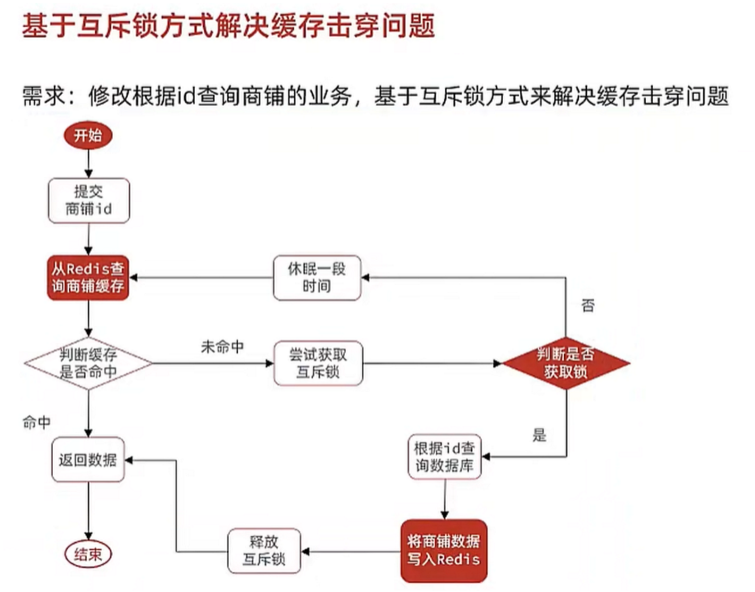 基于互斥锁方式解决缓存击穿问题
需求：修改根据id查询商铺的业务，基于互斥锁方式来解决缓存击穿问题
开始
提交
商铺id
从Redis查
询商铺缓存
休眠一段
时间
否
判断缓存
是否命中
未命中
尝试获取
互斥锁
判断是否
获取锁
命中
是
返回数据
根据id查
询数据库
将商铺数据
写入Redis
释放
互斥锁
结束